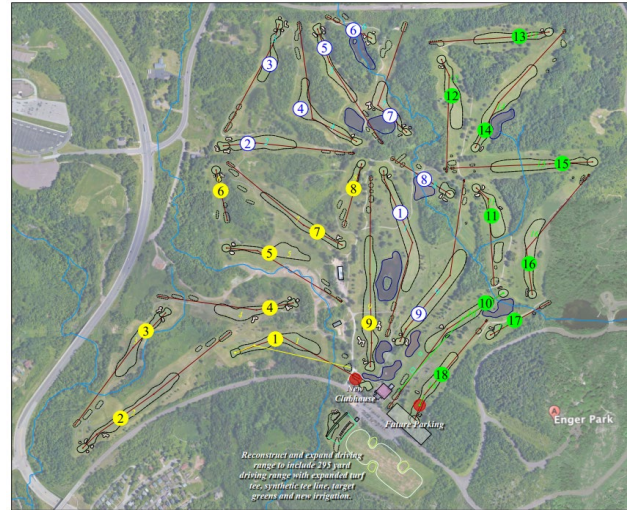 6
13
5
3
12
4
7
14
2
15
8
8
6
1
11
7
5
16
4
10
3
9
9
17
1
18
New
Clubhouse
2
Future Parking
A
Enger Park
Reconstruct and expand driving
range to include 295 yard
driving range with expanded turf
tee, synthetic tee line, target
greens and new irrigation.